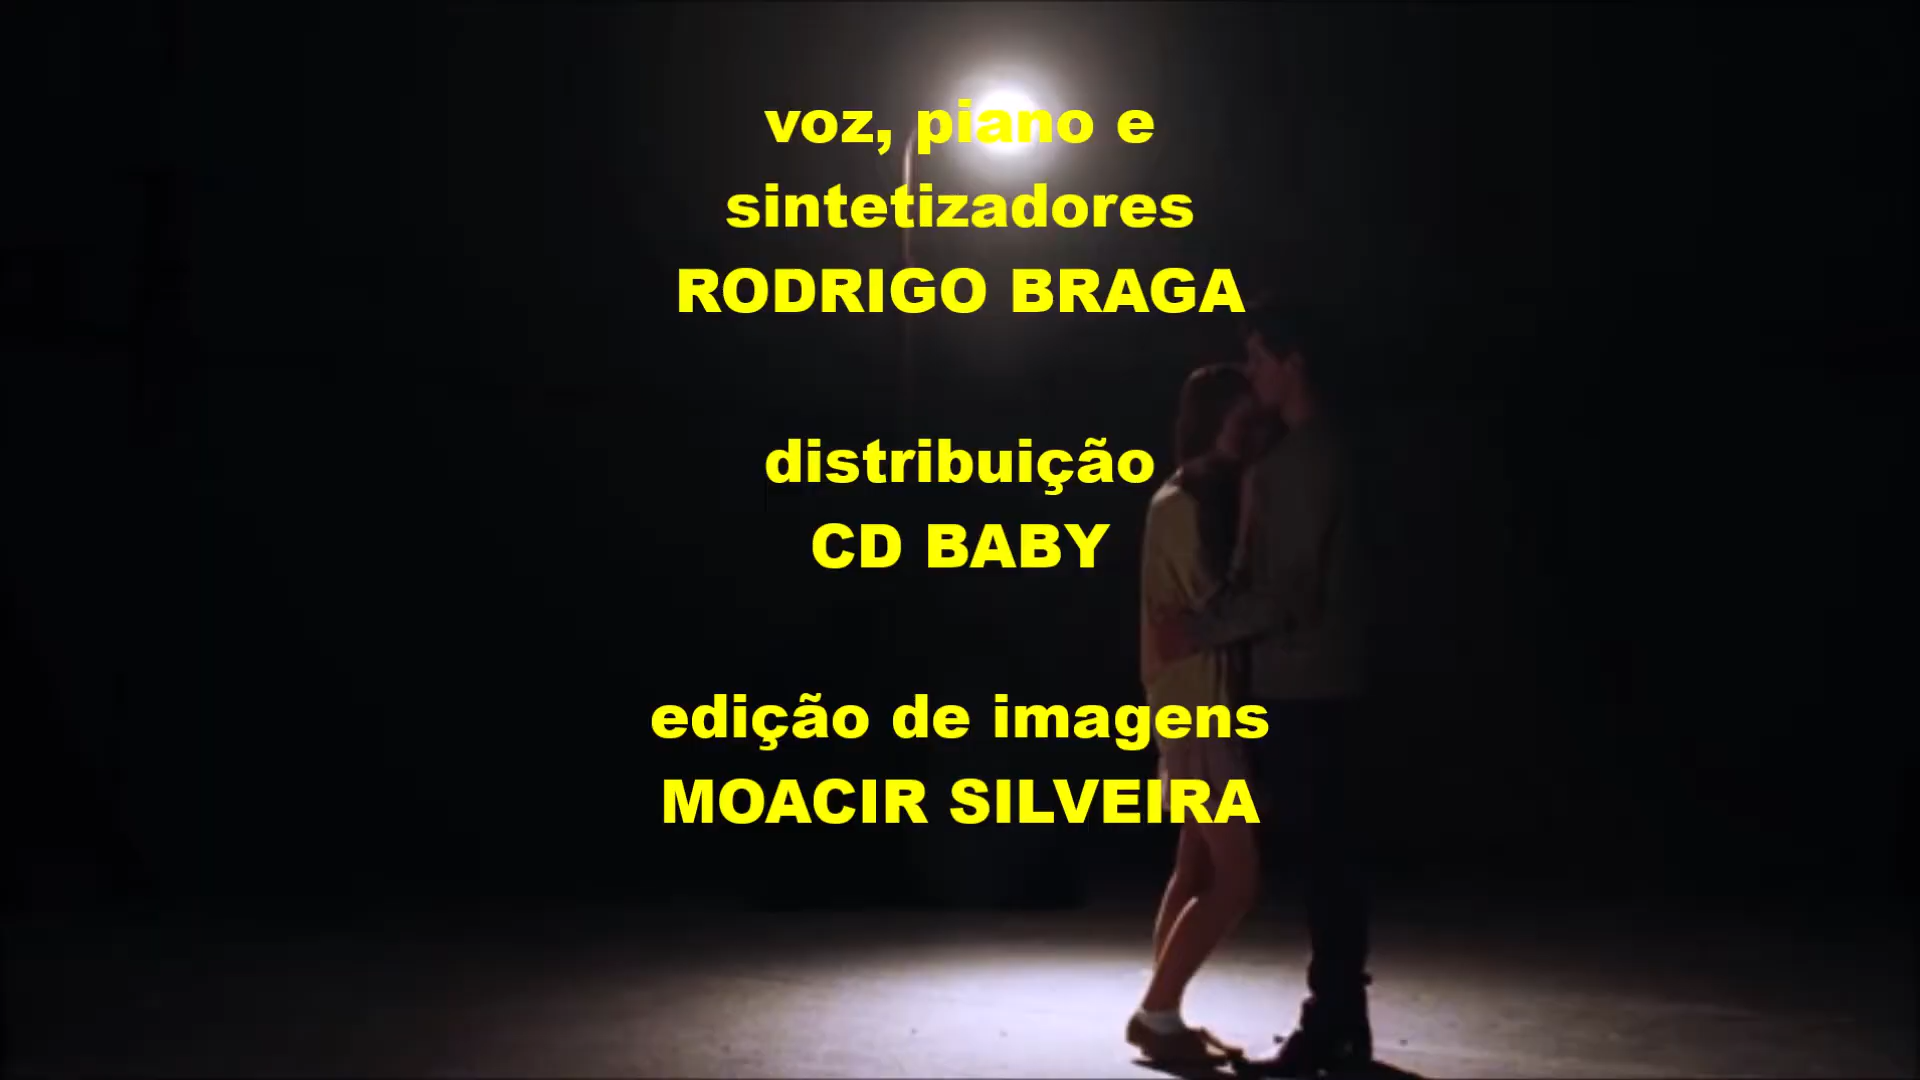 voz, piano e
sintetizadores
RODRIGO BRAGA
distribuição
CD BABY
edição de imagens
MOACIR SILVEIRA